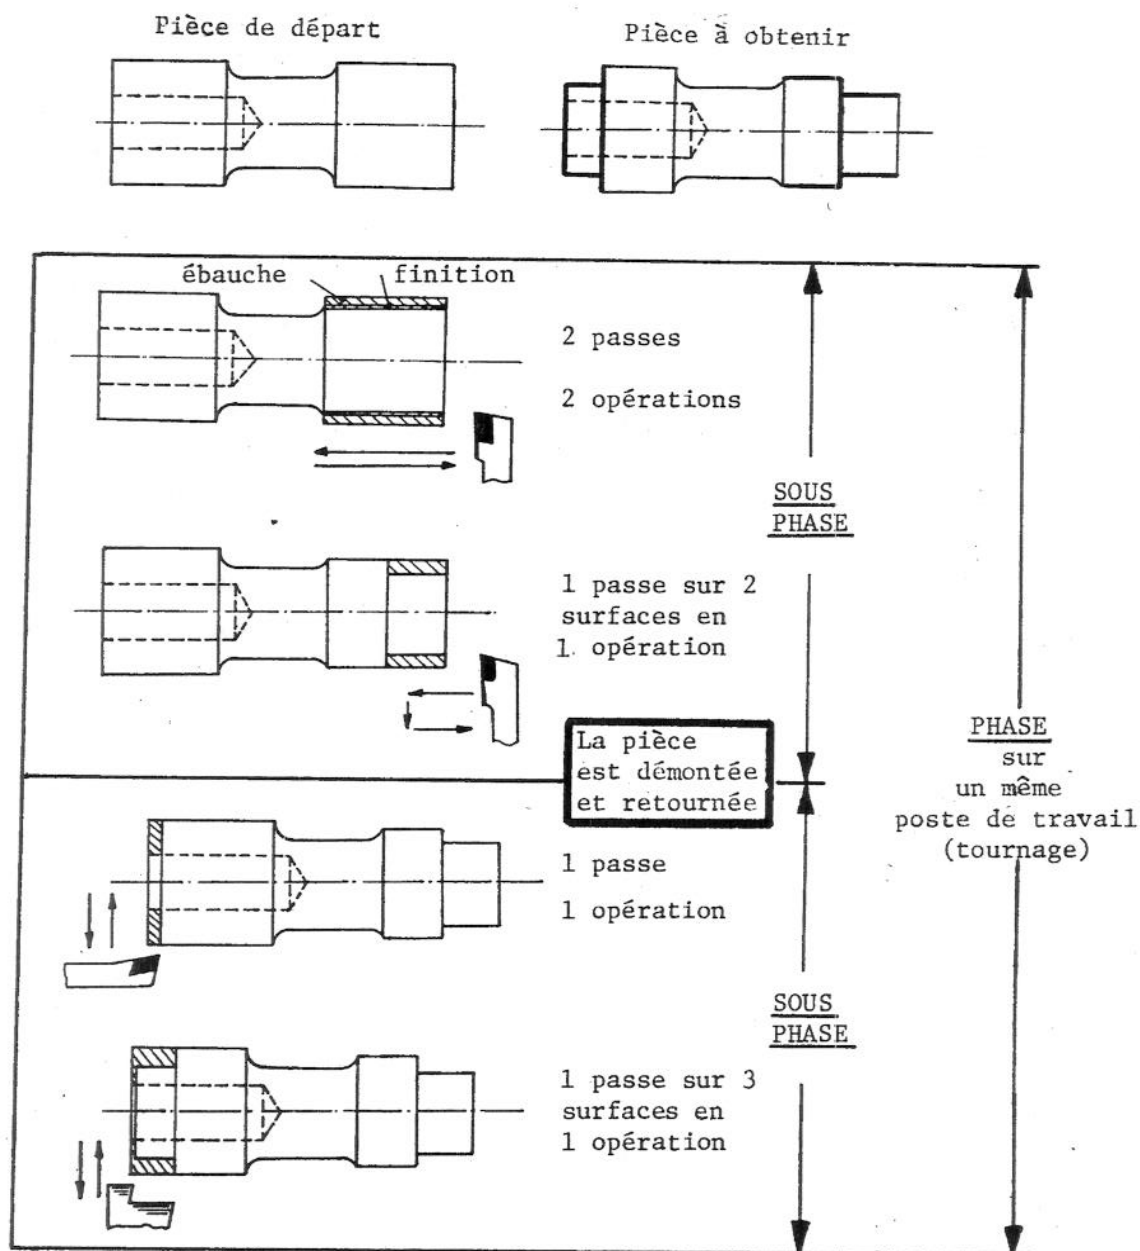 Pièce de départ
Pièce à obtenir
ébauche
finition
2 passes
2 opérations
SOUS
PHASE
1 passe sur 2
surfaces en
1 opération
La pièce
est démontée
et retournée
PHASE
sur
un même
poste de travail
(tournage)
1 passe
1 opération
SOUS
PHASE
1 passe sur 3
surfaces en
1 opération